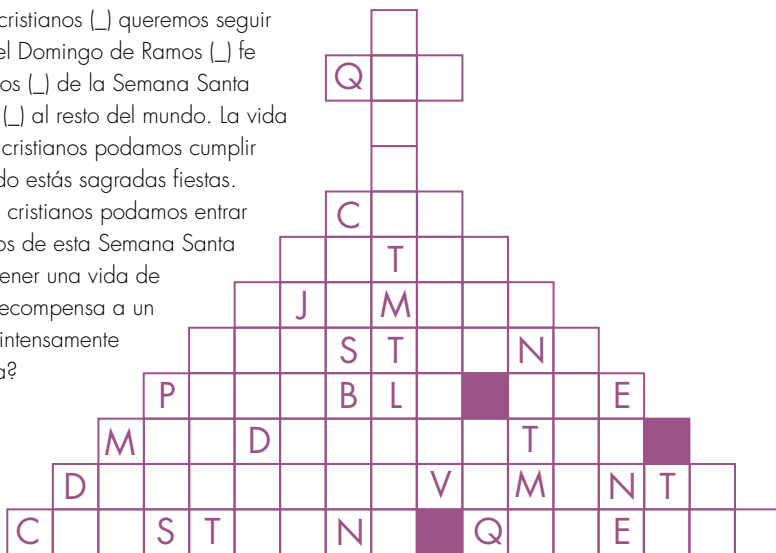 cristianos (_) queremos seguir
el Domingo de Ramos (_) fe
os (_) de la Semana Santa
(_) al resto del mundo. La vida
cristianos podamos cumplir
do estás sagradas fiestas.
cristianos podamos entrar
os de esta Semana Santa
ener una vida de
ecompensa a un
intensamente
a?
Q
C
T
J M
S T N
P B L E
M D T
D V M N T
C S T N Q E